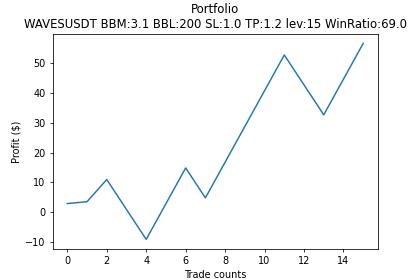 Portfolio
WAVESUSDT BBM:3.1 BBL:200 SL:1.0 TP:1.2 lev:15 WinRatio:69.0
Profit ($)
50
40
30
20
10
0
−10
0 2 4 6 8 10 12 14
Trade counts